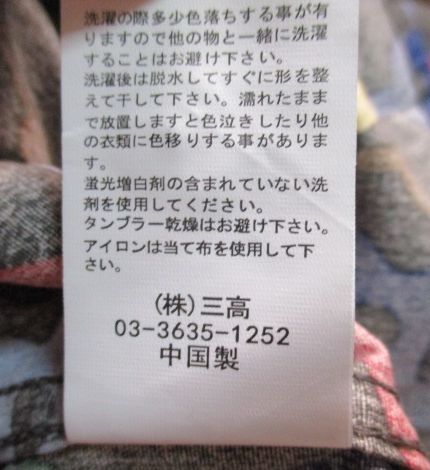 洗濯の際多少色落ちする事が有
りますので他の物と一緒に洗濯
することはお避け下さい。
洗濯後は脱水してすぐに形を整
えて干して下さい。濡れたまま
で放置しますと色泣きしたり他
の衣類に色移りする事がありま
す。
蛍光増白剤の含まれていない洗
剤を使用してください。
タンブラー乾燥はお避け下さい。
アイロンは当て布を使用して下
さい。
(株)三高
03-3635-1252
中国製